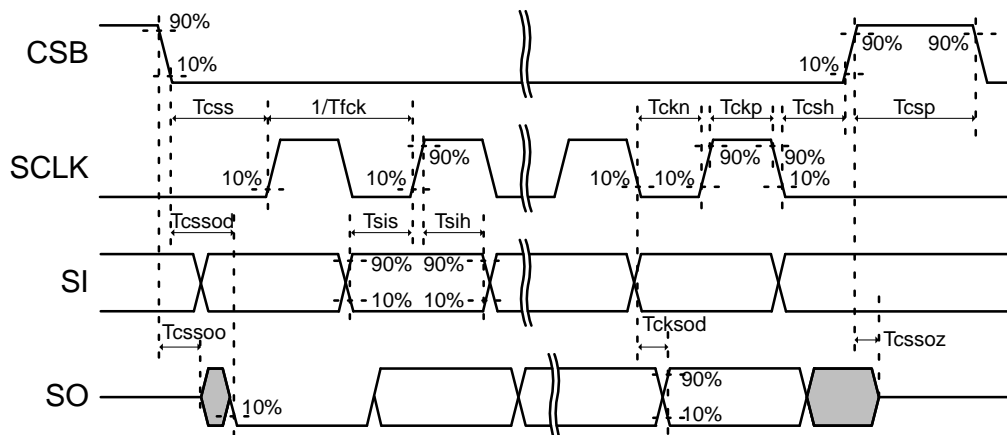 90%
CSB
10%
10%
90%
90%
Tcss
1/Tfck
Tckn
Tckp
Tcsh
Tcsp
SCLK
90%
90%
90%
10%
10%
10%
10%
10%
Tcssod
Tsis
Tsih
SI
90%
90%
10%
10%
Tcssoo
Tcksod
Tcssoz
SO
90%
10%
10%